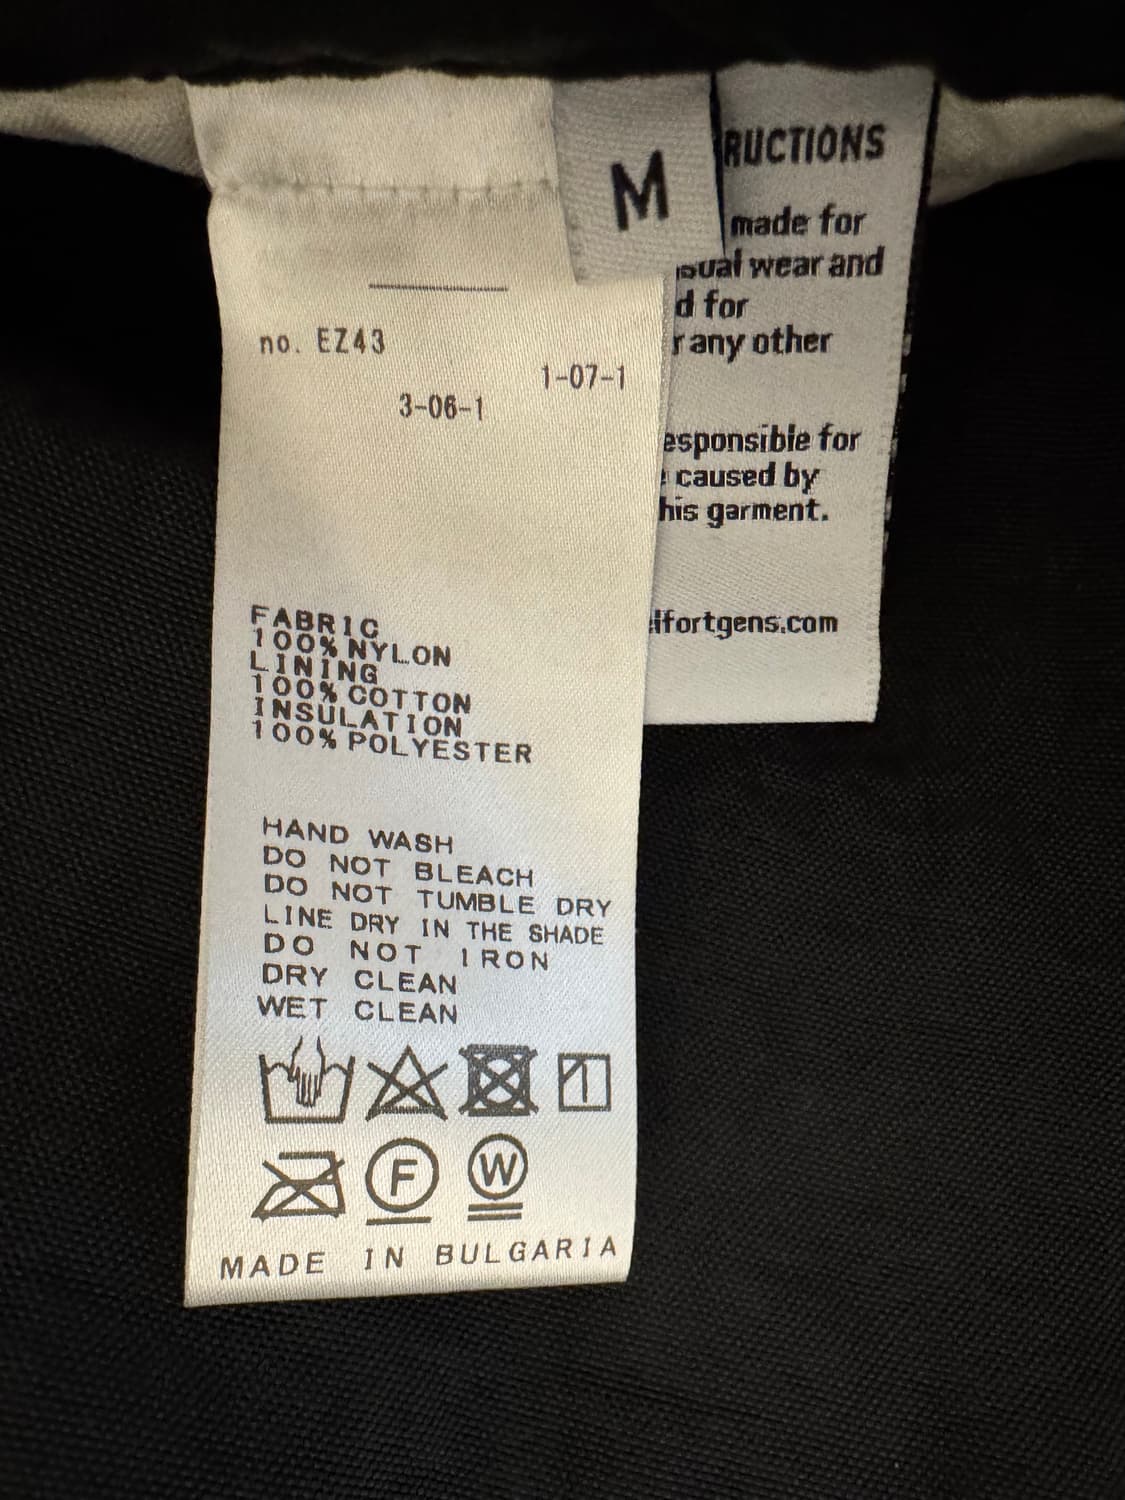 M
no. EZ43
1-07-1
3-06-1
FABRIC
100% NYLON
LINING
100% COTTON
INSULATION
100% POLYESTER
HAND WASH
DO NOT BLEACH
DO NOT TUMBLE DRY
LINE DRY IN THE SHADE
DO NOT IRON
DRY CLEAN
WET CLEAN
F
W
MADE IN BULGARIA
RUCTIONS
made for
sual wear and
d for
r any other
esponsible for
caused by
his garment.
lfortgens.com